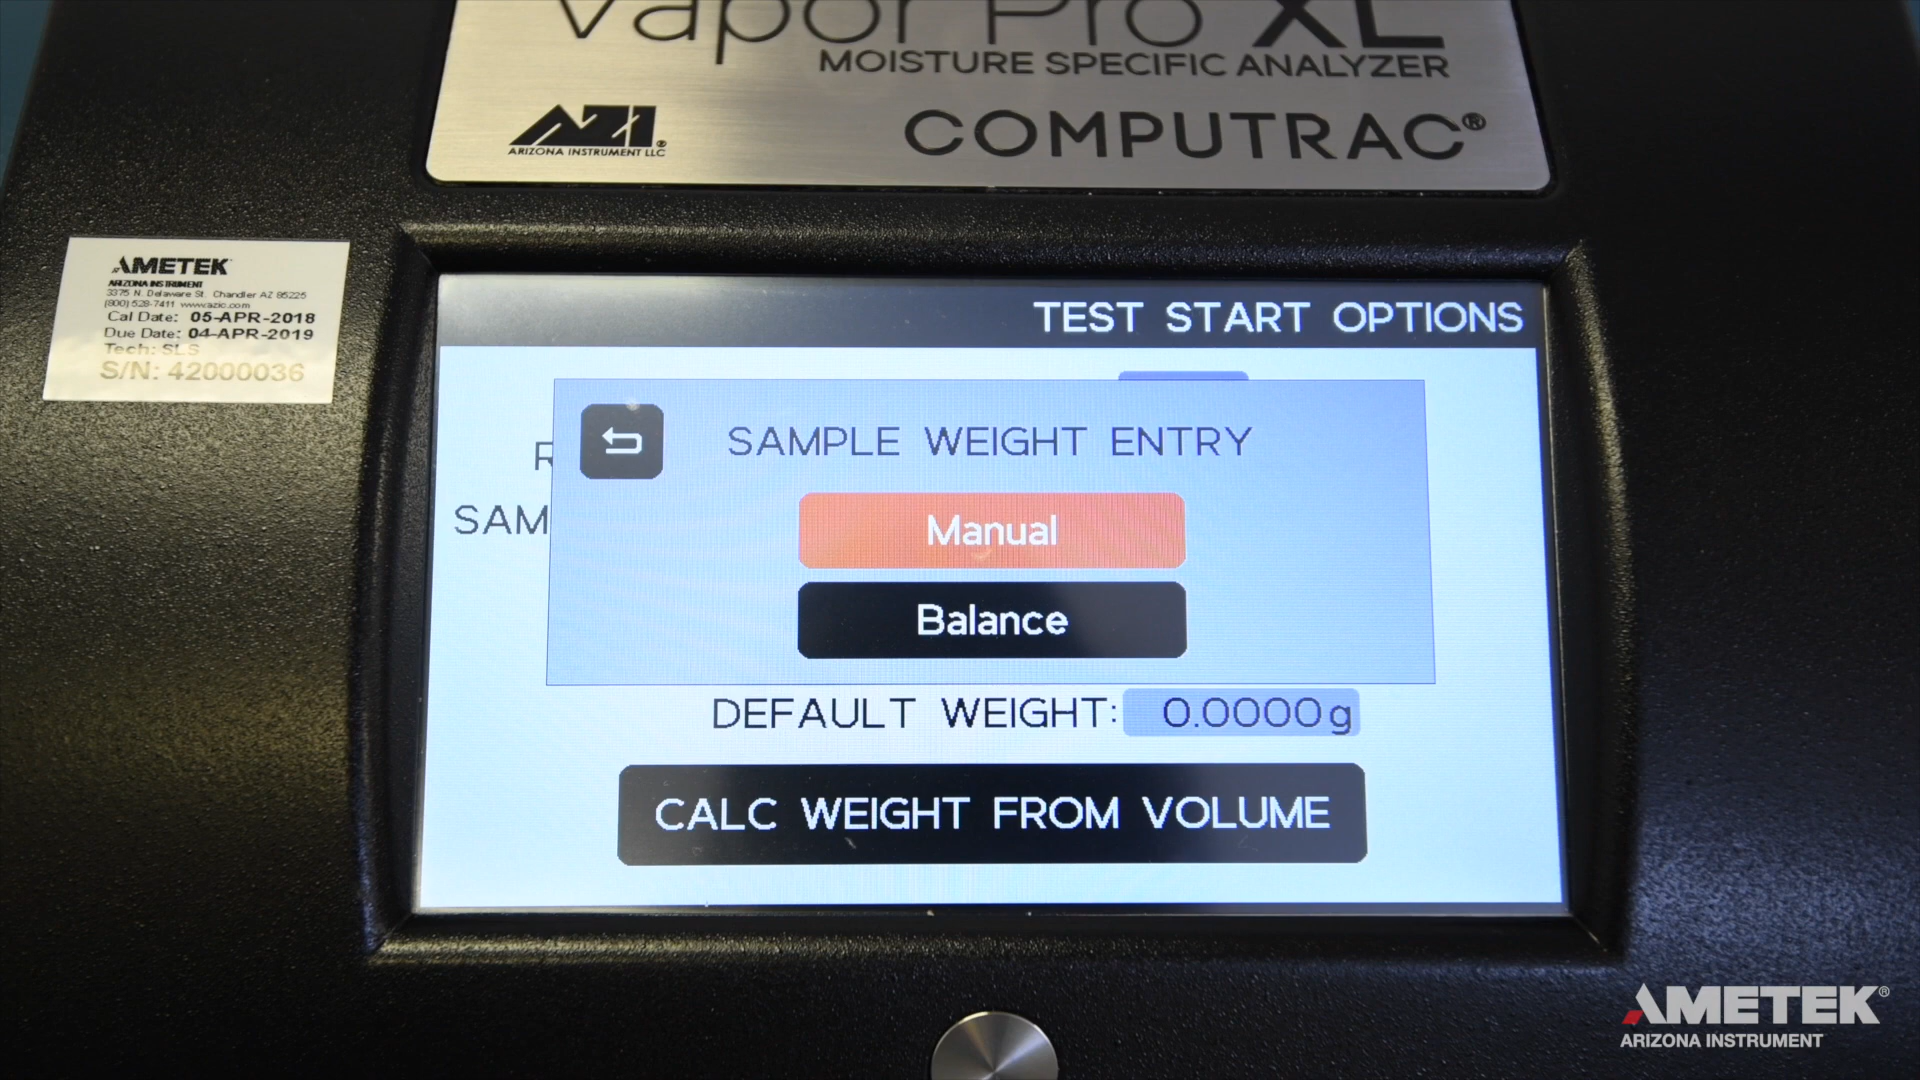 Vapor Pro XL
MOISTURE SPECIFIC ANALYZER
AZI®
ARIZONA INSTRUMENT LLC
COMPUTRAC®
AMETEK
ARIZONA INSTRUMENT
3375 N. Delaware St. Chandler AZ 85225
(800) 528-7411 www.azic.com
Cal Date: 05-APR-2018
Due Date: 04-APR-2019
Tech: SLS
S/N: 42000036
TEST START OPTIONS
SAMPLE WEIGHT ENTRY
R
SAM
Manual
Balance
DEFAULT WEIGHT: 0.0000g
CALC WEIGHT FROM VOLUME
AMETEK®
ARIZONA INSTRUMENT